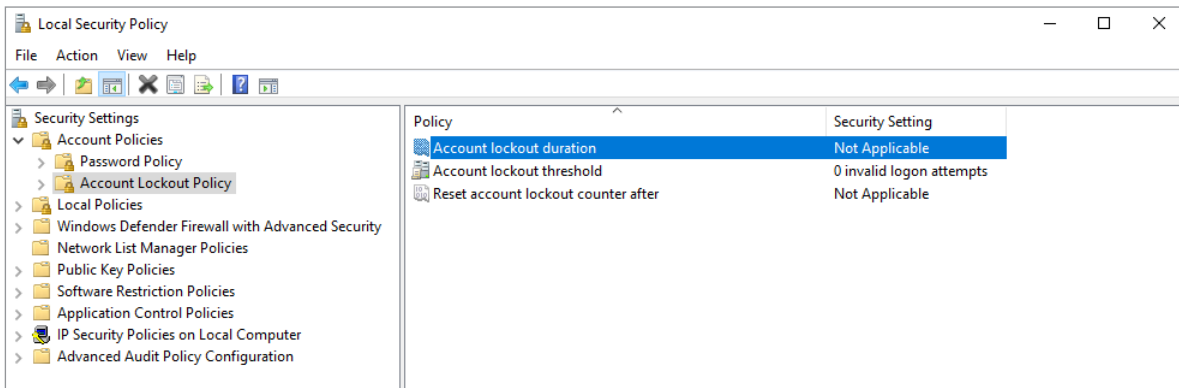 Local Security Policy
File Action View Help
Security Settings
Account Policies
Password Policy
Account Lockout Policy
Local Policies
Windows Defender Firewall with Advanced Security
Network List Manager Policies
Public Key Policies
Software Restriction Policies
Application Control Policies
IP Security Policies on Local Computer
Advanced Audit Policy Configuration
Policy Security Setting
Account lockout duration Not Applicable
Account lockout threshold 0 invalid logon attempts
Reset account lockout counter after Not Applicable